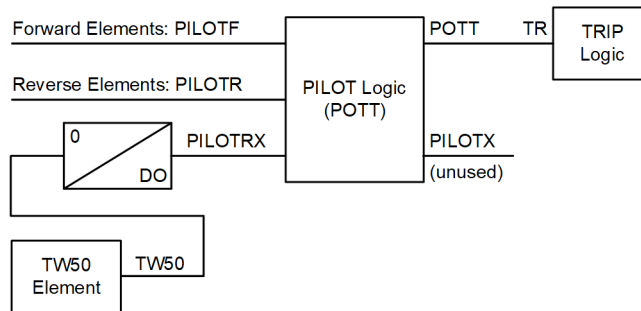 Forward Elements: PILOTF
POTT
TR
TRIP
Logic
Reverse Elements: PILOTR
PILOT Logic
(POTT)
0
DO
PILOTRX
PILOTX
(unused)
TW50
Element
TW50